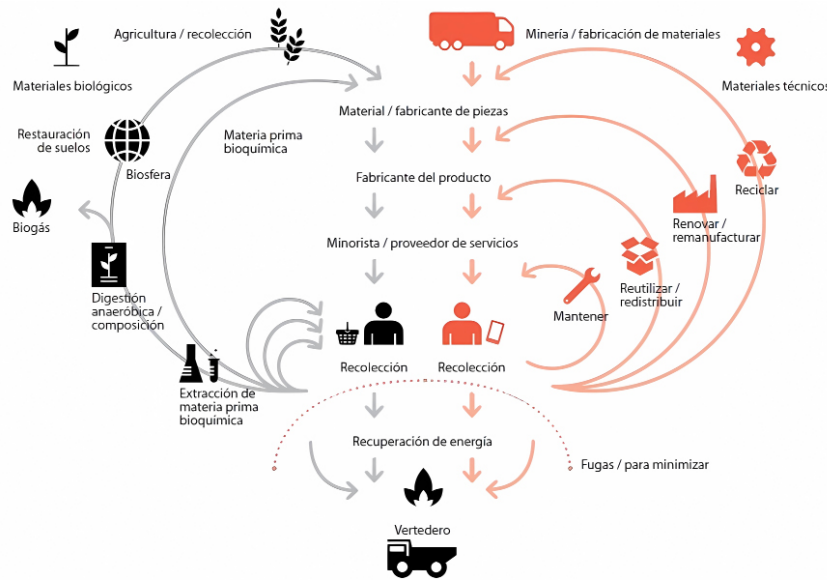 Agricultura / recolección
Minería / fabricación de materiales
Materiales biológicos
Materiales técnicos
Material / fabricante de piezas
Restauración
de suelos
Materia prima
bioquímica
Biosfera
Fabricante del producto
Reciclar
Biogás
Renovar /
remanufacturar
Minorista / proveedor de servicios
Digestión
anaeróbica /
composición
Reutilizar /
redistribuir
Mantener
Recolección
Recolección
Extracción de
materia prima
bioquímica
Recuperación de energía
Fugas / para minimizar
Vertedero